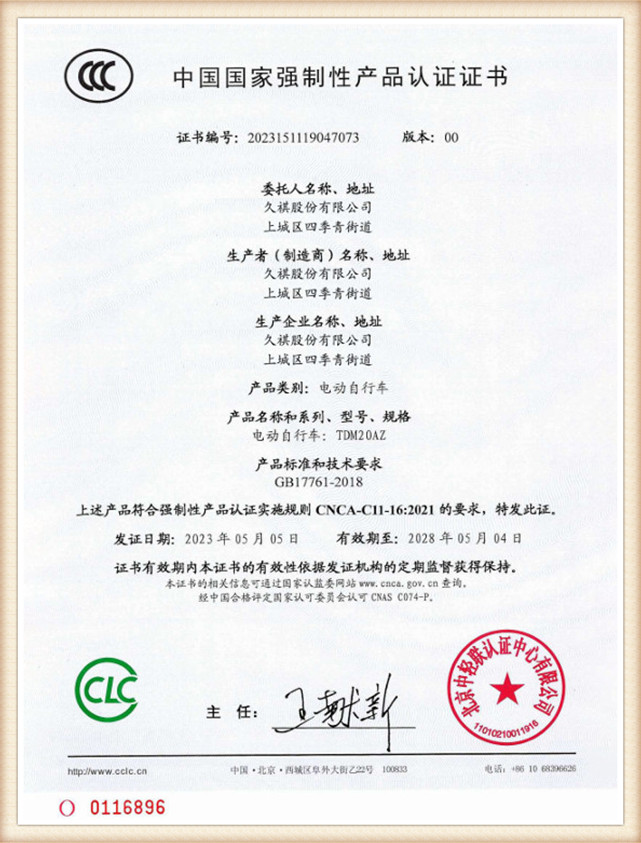 CCC
中国国家强制性产品认证证书
证书编号：2023151119047073 版本：00
委托人名称、地址
久祺股份有限公司
上城区四季青街道
生产者（制造商）名称、地址
久祺股份有限公司
上城区四季青街道
生产企业名称、地址
久祺股份有限公司
上城区四季青街道
产品类别：电动自行车
产品名称和系列、型号、规格
电动自行车：TDM20AZ
产品标准和技术要求
GB17761-2018
上述产品符合强制性产品认证实施规则 CNCA-C11-16:2021 的要求，特发此证。
发证日期：2023 年 05 月 05 日 有效期至：2028 年 05 月 04 日
证书有效期内本证书的有效性依据发证机构的定期监督获得保持。
本证书的相关信息可通过国家认监委网站 www.cnca.gov.cn 查询。
经中国合格评定国家认可委员会认可 CNAS C074-P。
CLC
主 任：
王献新
北京中轻联认证中心有限公司
11010210011916
http://www.cclc.cn 中国·北京·西城区阜外大街乙22号 100833 电话：+86 10 68396626
O 0116896